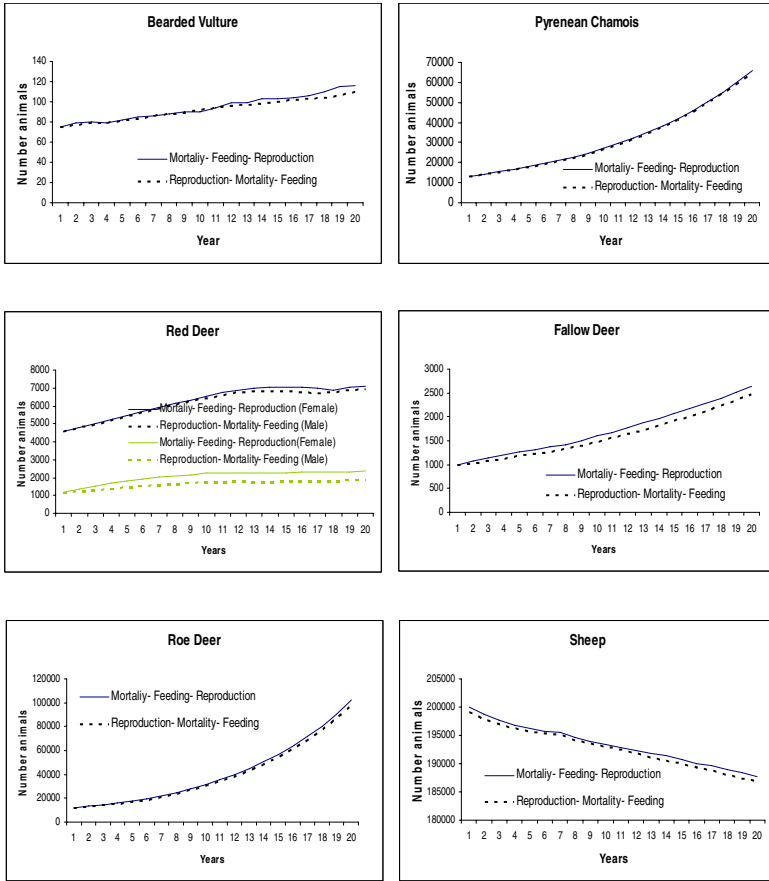 Bearded Vulture
Number animals
140
120
100
80
60
40
20
0
Mortaliy- Feeding- Reproduction
Reproduction- Mortality- Feeding
1 2 3 4 5 6 7 8 9 10 11 12 13 14 15 16 17 18 19 20
Year
Pyrenean Chamois
Number animals
70000
60000
50000
40000
30000
20000
10000
0
Mortaliy- Feeding- Reproduction
Reproduction- Mortality- Feeding
1 2 3 4 5 6 7 8 9 10 11 12 13 14 15 16 17 18 19 20
Year
Red Deer
Number animals
8000
7000
6000
5000
4000
3000
2000
1000
0
Mortaliy- Feeding- Reproduction (Female)
Reproduction- Mortality- Feeding (Male)
Mortaliy- Feeding- Reproduction(Female)
Reproduction- Mortality- Feeding (Male)
1 2 3 4 5 6 7 8 9 10 11 12 13 14 15 16 17 18 19 20
Years
Fallow Deer
Number animals
3000
2500
2000
1500
1000
500
0
Mortaliy- Feeding- Reproduction
Reproduction- Mortality- Feeding
1 2 3 4 5 6 7 8 9 10 11 12 13 14 15 16 17 18 19 20
Years
Roe Deer
Number animals
120000
100000
80000
60000
40000
20000
0
Mortaliy- Feeding- Reproduction
Reproduction- Mortality- Feeding
1 2 3 4 5 6 7 8 9 10 11 12 13 14 15 16 17 18 19 20
Years
Sheep
Number animals
205000
200000
195000
190000
185000
180000
Mortaliy- Feeding- Reproduction
Reproduction- Mortality- Feeding
1 2 3 4 5 6 7 8 9 10 11 12 13 14 15 16 17 18 19 20
Years